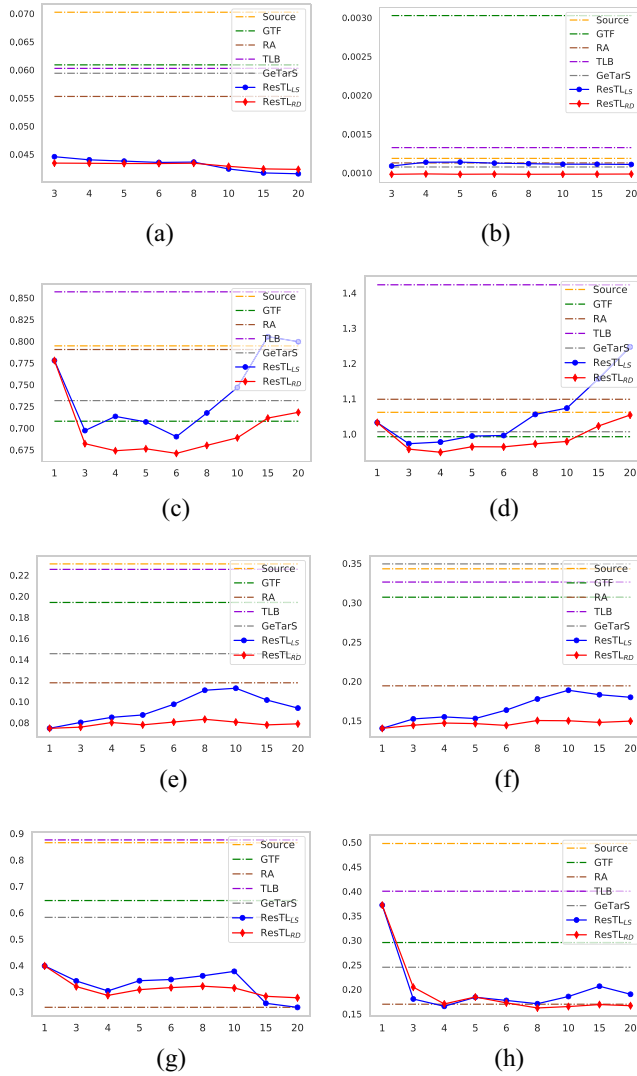 0.070
0.065
0.060
0.055
0.050
0.045
3 4 5 6 8 10 15 20
Source
GTF
RA
TLB
GeTarS
ResTL_LS
ResTL_RD
(a)
0.0030
0.0025
0.0020
0.0015
0.0010
3 4 5 6 8 10 15 20
Source
GTF
RA
TLB
GeTarS
ResTL_LS
ResTL_RD
(b)
0.850
0.825
0.800
0.775
0.750
0.725
0.700
0.675
1 3 4 5 6 8 10 15 20
Source
GTF
RA
TLB
GeTarS
ResTL_LS
ResTL_RD
(c)
1.4
1.3
1.2
1.1
1.0
1 3 4 5 6 8 10 15 20
Source
GTF
RA
TLB
GeTarS
ResTL_LS
ResTL_RD
(d)
0.22
0.20
0.18
0.16
0.14
0.12
0.10
0.08
1 3 4 5 6 8 10 15 20
Source
GTF
RA
TLB
GeTarS
ResTL_LS
ResTL_RD
(e)
0.35
0.30
0.25
0.20
0.15
1 3 4 5 6 8 10 15 20
Source
GTF
RA
TLB
GeTarS
ResTL_LS
ResTL_RD
(f)
0.9
0.8
0.7
0.6
0.5
0.4
0.3
1 3 4 5 6 8 10 15 20
Source
GTF
RA
TLB
GeTarS
ResTL_LS
ResTL_RD
(g)
0.50
0.45
0.40
0.35
0.30
0.25
0.20
0.15
1 3 4 5 6 8 10 15 20
Source
GTF
RA
TLB
GeTarS
ResTL_LS
ResTL_RD
(h)